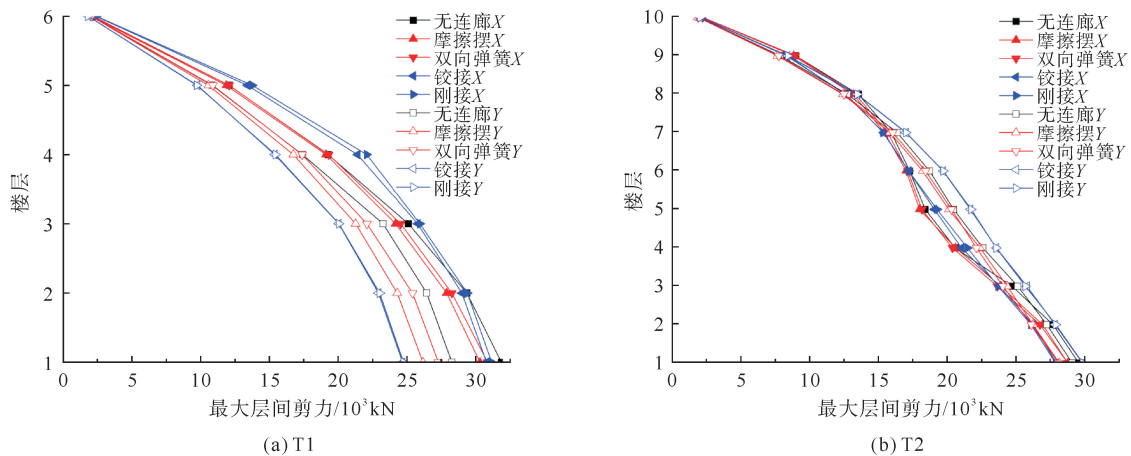 6
5
4
3
2
1
楼层
0
5
10
15
20
25
30
最大层间剪力/10³kN
(a) T1
无连廊X
摩擦摆X
双向弹簧X
铰接X
刚接X
无连廊Y
摩擦摆Y
双向弹簧Y
铰接Y
刚接Y
10
9
8
7
6
5
4
3
2
1
楼层
0
5
10
15
20
25
30
最大层间剪力/10³kN
(b) T2
无连廊X
摩擦摆X
双向弹簧X
铰接X
刚接X
无连廊Y
摩擦摆Y
双向弹簧Y
铰接Y
刚接Y